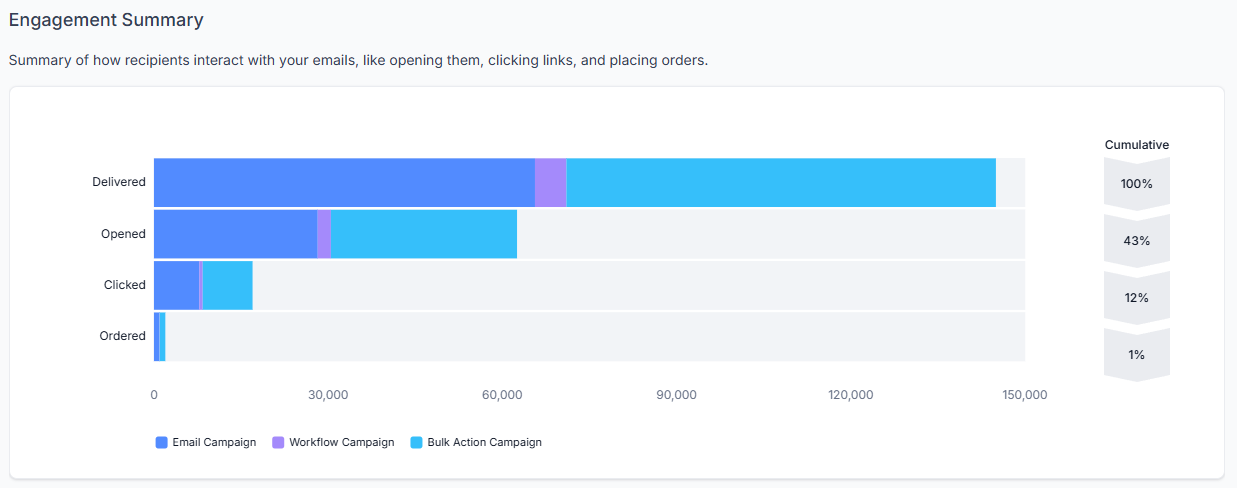 Engagement Summary
Summary of how recipients interact with your emails, like opening them, clicking links, and placing orders.
Cumulative
Delivered
100%
Opened
43%
Clicked
12%
Ordered
1%
0 30,000 60,000 90,000 120,000 150,000
Email Campaign Workflow Campaign Bulk Action Campaign